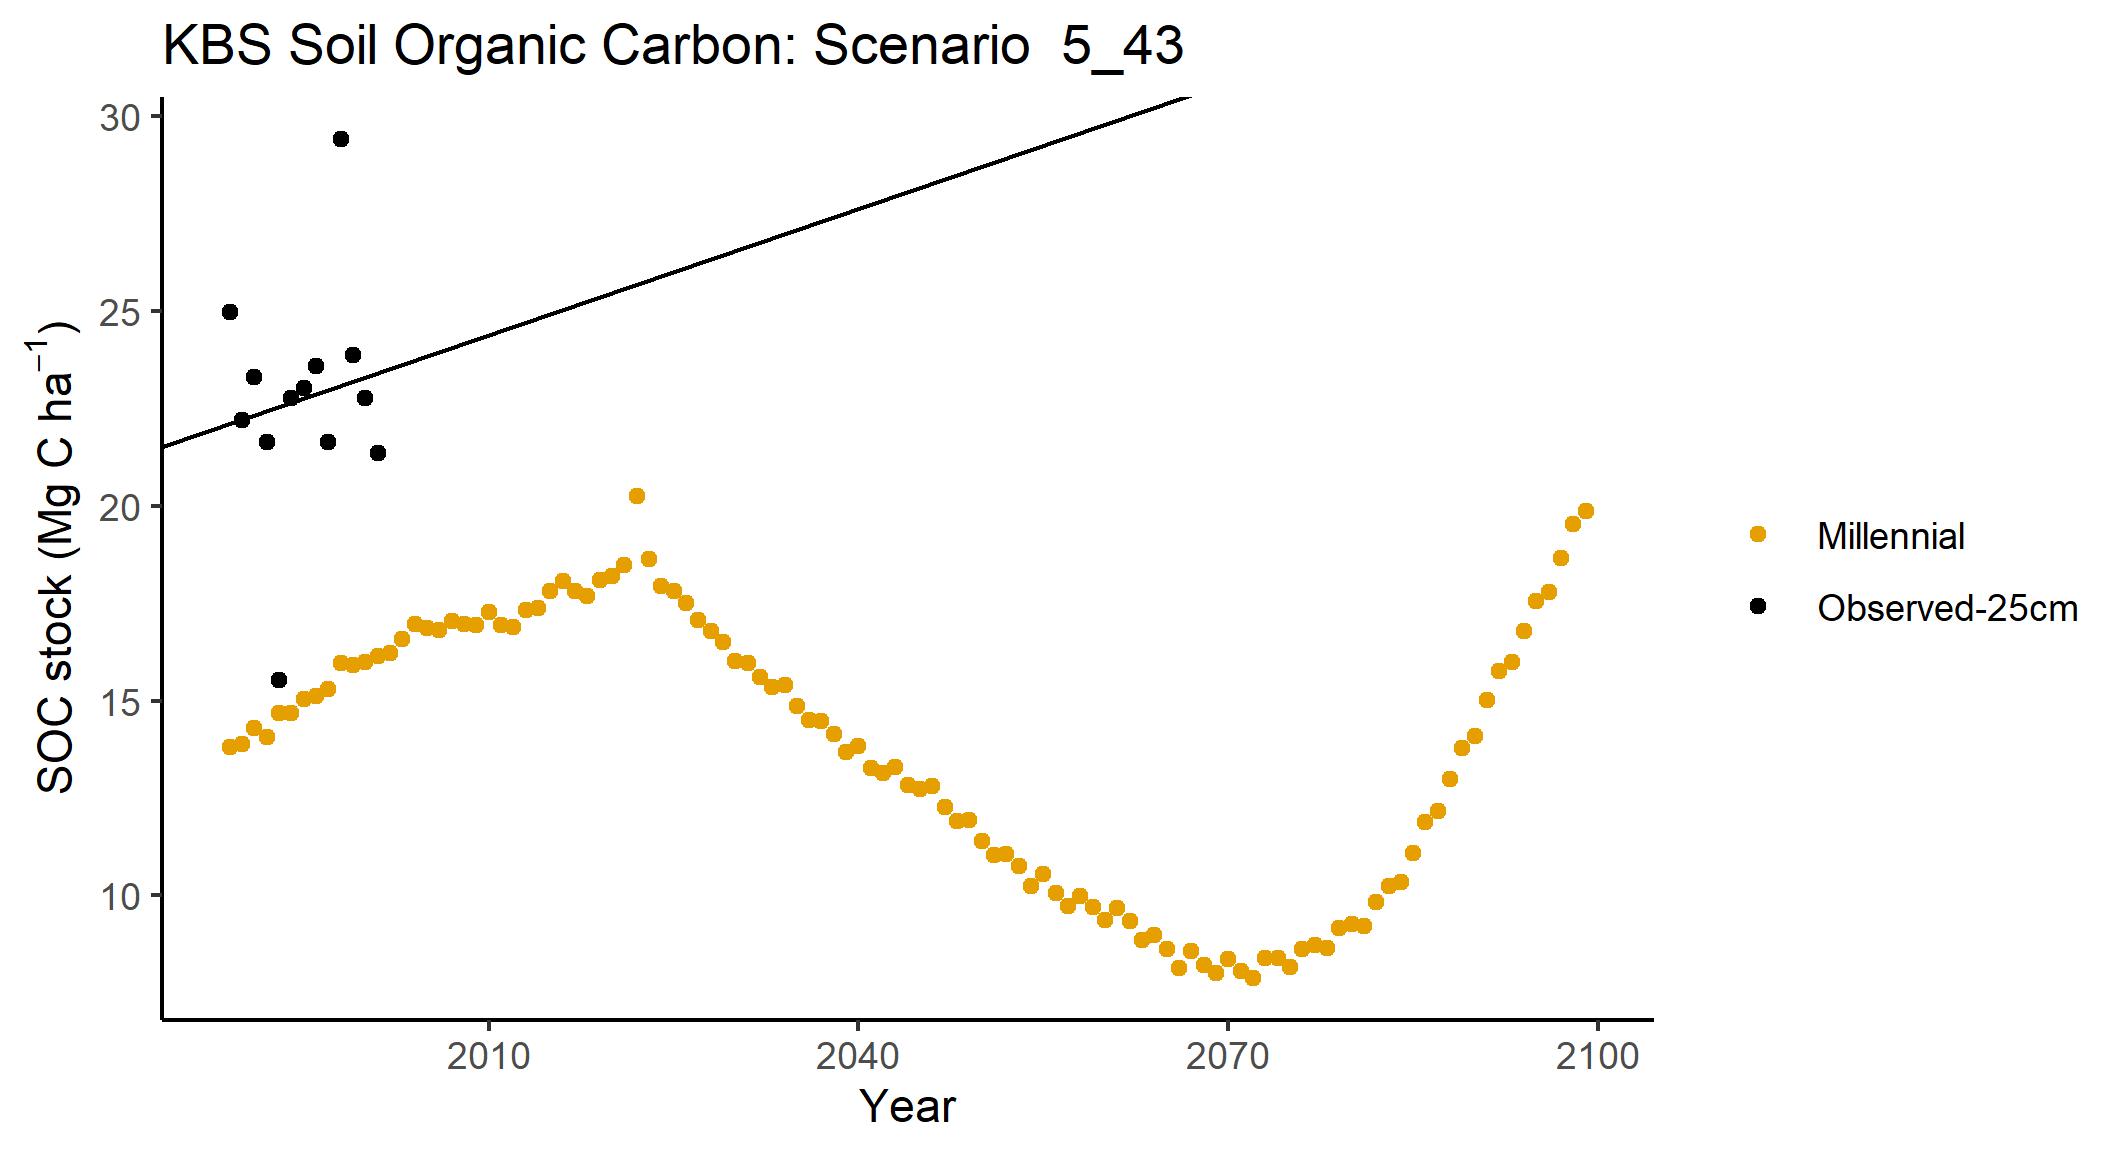 KBS Soil Organic Carbon: Scenario  5_43
SOC stock (Mg C ha⁻¹)
30
25
20
15
10
2010
2040
2070
2100
Year
Millennial
Observed-25cm